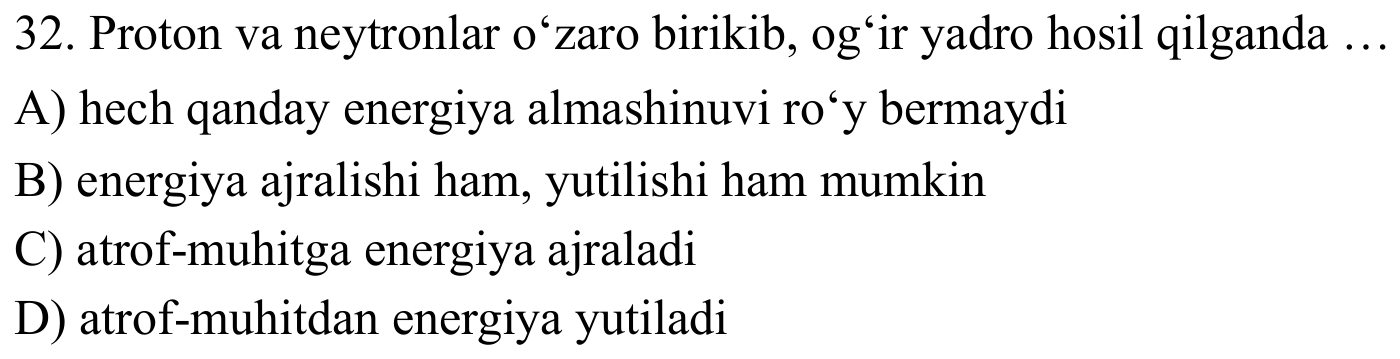 32. Proton va neytronlar o‘zaro birikib, og‘ir yadro hosil qilganda …
A) hech qanday energiya almashinuvi ro‘y bermaydi
B) energiya ajralishi ham, yutilishi ham mumkin
C) atrof-muhitga energiya ajraladi
D) atrof-muhitdan energiya yutiladi